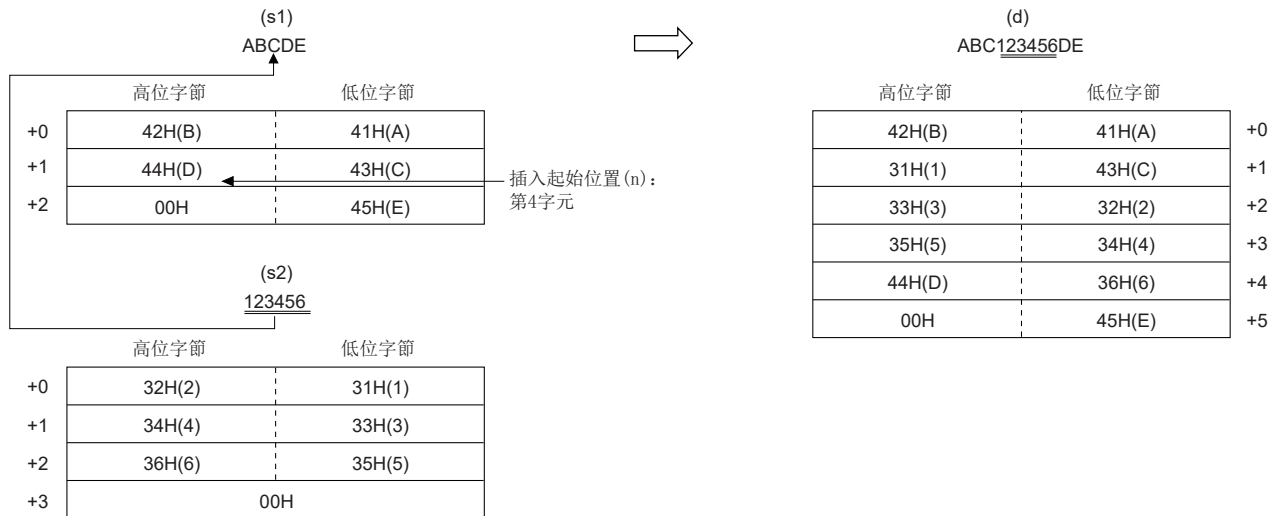 (s1)
ABCDE
高位字節 低位字節
+0 42H(B) 41H(A)
+1 44H(D) 43H(C)
+2 00H 45H(E)
插入起始位置(n):
第4字元
(s2)
123456
高位字節 低位字節
+0 32H(2) 31H(1)
+1 34H(4) 33H(3)
+2 36H(6) 35H(5)
+3 00H
(d)
ABC123456DE
高位字節 低位字節
42H(B) 41H(A) +0
31H(1) 43H(C) +1
33H(3) 32H(2) +2
35H(5) 34H(4) +3
44H(D) 36H(6) +4
00H 45H(E) +5